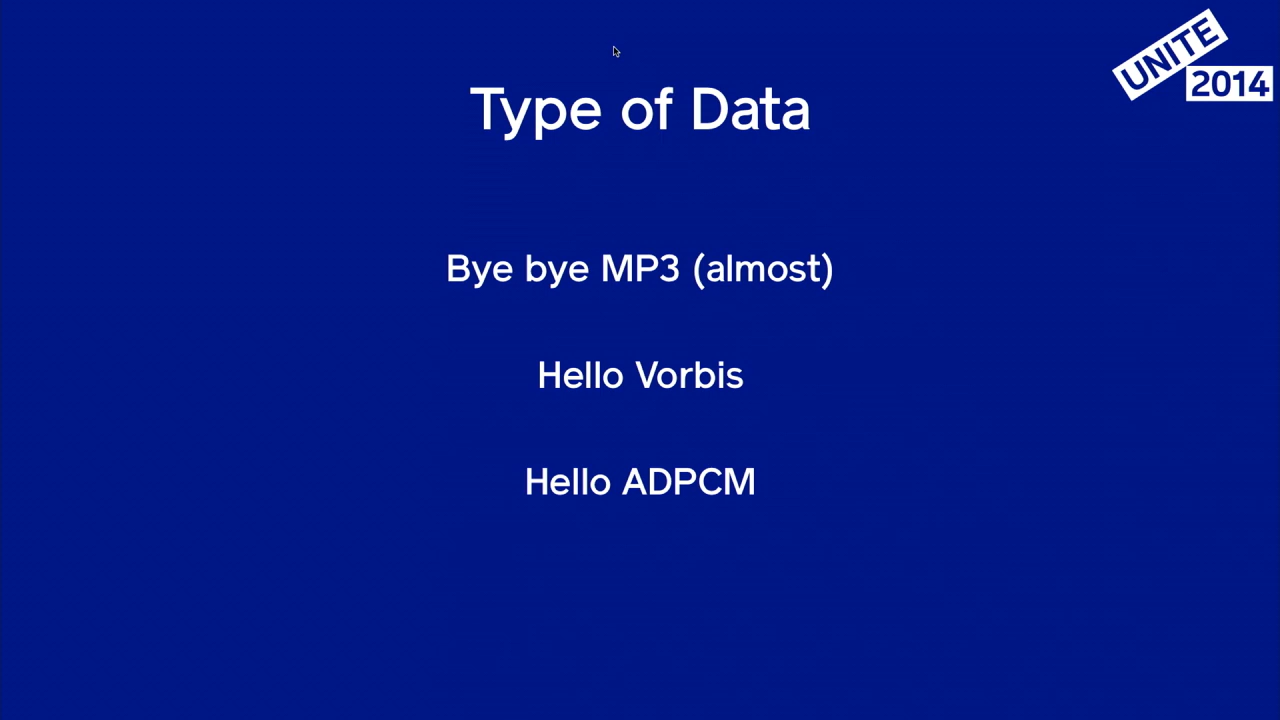 UNITE
2014
Type of Data
Bye bye MP3 (almost)
Hello Vorbis
Hello ADPCM